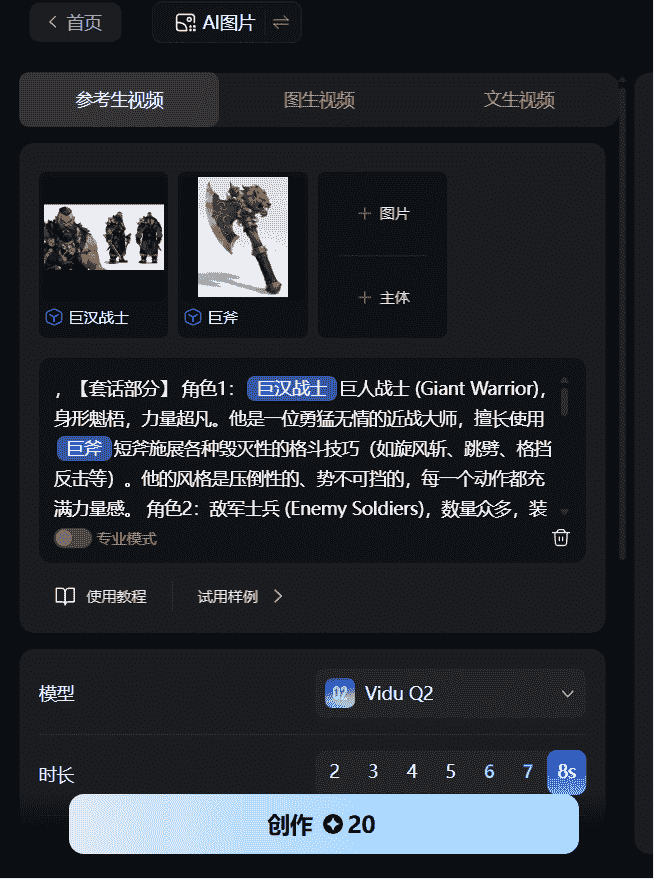 首页
AI图片
参考生视频
图生视频
文生视频
巨汉战士
巨斧
+ 图片
+ 主体
，【套话部分】 角色1： 巨汉战士 巨人战士 (Giant Warrior)，
身形魁梧，力量超凡。他是一位勇猛无情的近战大师，擅长使用
巨斧 短斧施展各种毁灭性的格斗技巧（如旋风斩、跳劈、格挡
反击等）。他的风格是压倒性的、势不可挡的，每一个动作都充
满力量感。 角色2：敌军士兵 (Enemy Soldiers)，数量众多，装
专业模式
使用教程
试用样例
模型
Q2 Vidu Q2
时长
2 3 4 5 6 7 8s
创作 20